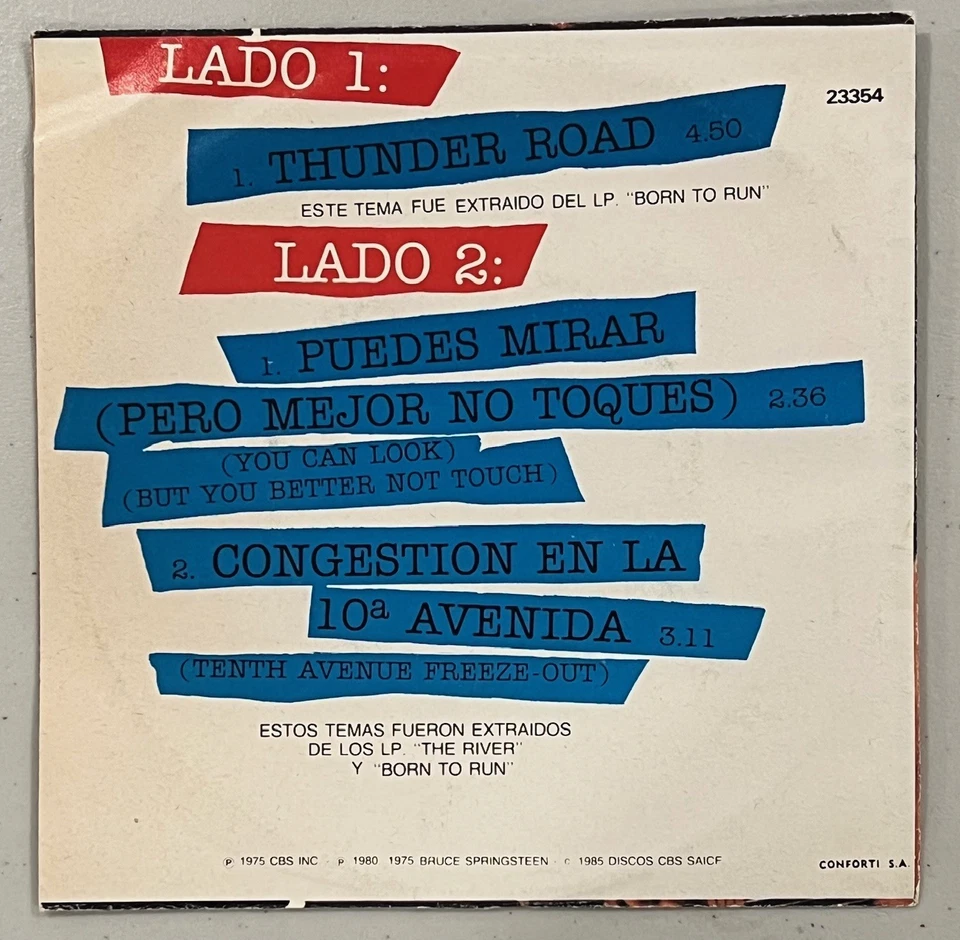 LADO 1:
23354
1. THUNDER ROAD 4.50
ESTE TEMA FUE EXTRAIDO DEL LP. "BORN TO RUN"
LADO 2:
1. PUEDES MIRAR
(PERO MEJOR NO TOQUES) 2.36
(YOU CAN LOOK)
(BUT YOU BETTER NOT TOUCH)
2. CONGESTION EN LA
10ª AVENIDA 3.11
(TENTH AVENUE FREEZE-OUT)
ESTOS TEMAS FUERON EXTRAIDOS
DE LOS LP. "THE RIVER"
Y "BORN TO RUN"
℗ 1975 CBS INC ℗ 1980 1975 BRUCE SPRINGSTEEN © 1985 DISCOS CBS SAICF
CONFORTI S.A.